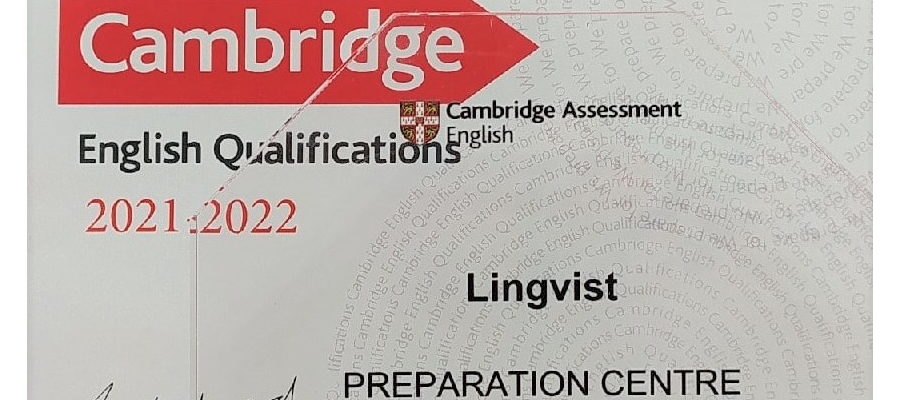 Cambridge
Cambridge Assessment
English
English Qualifications
2021-2022
Lingvist
PREPARATION CENTRE